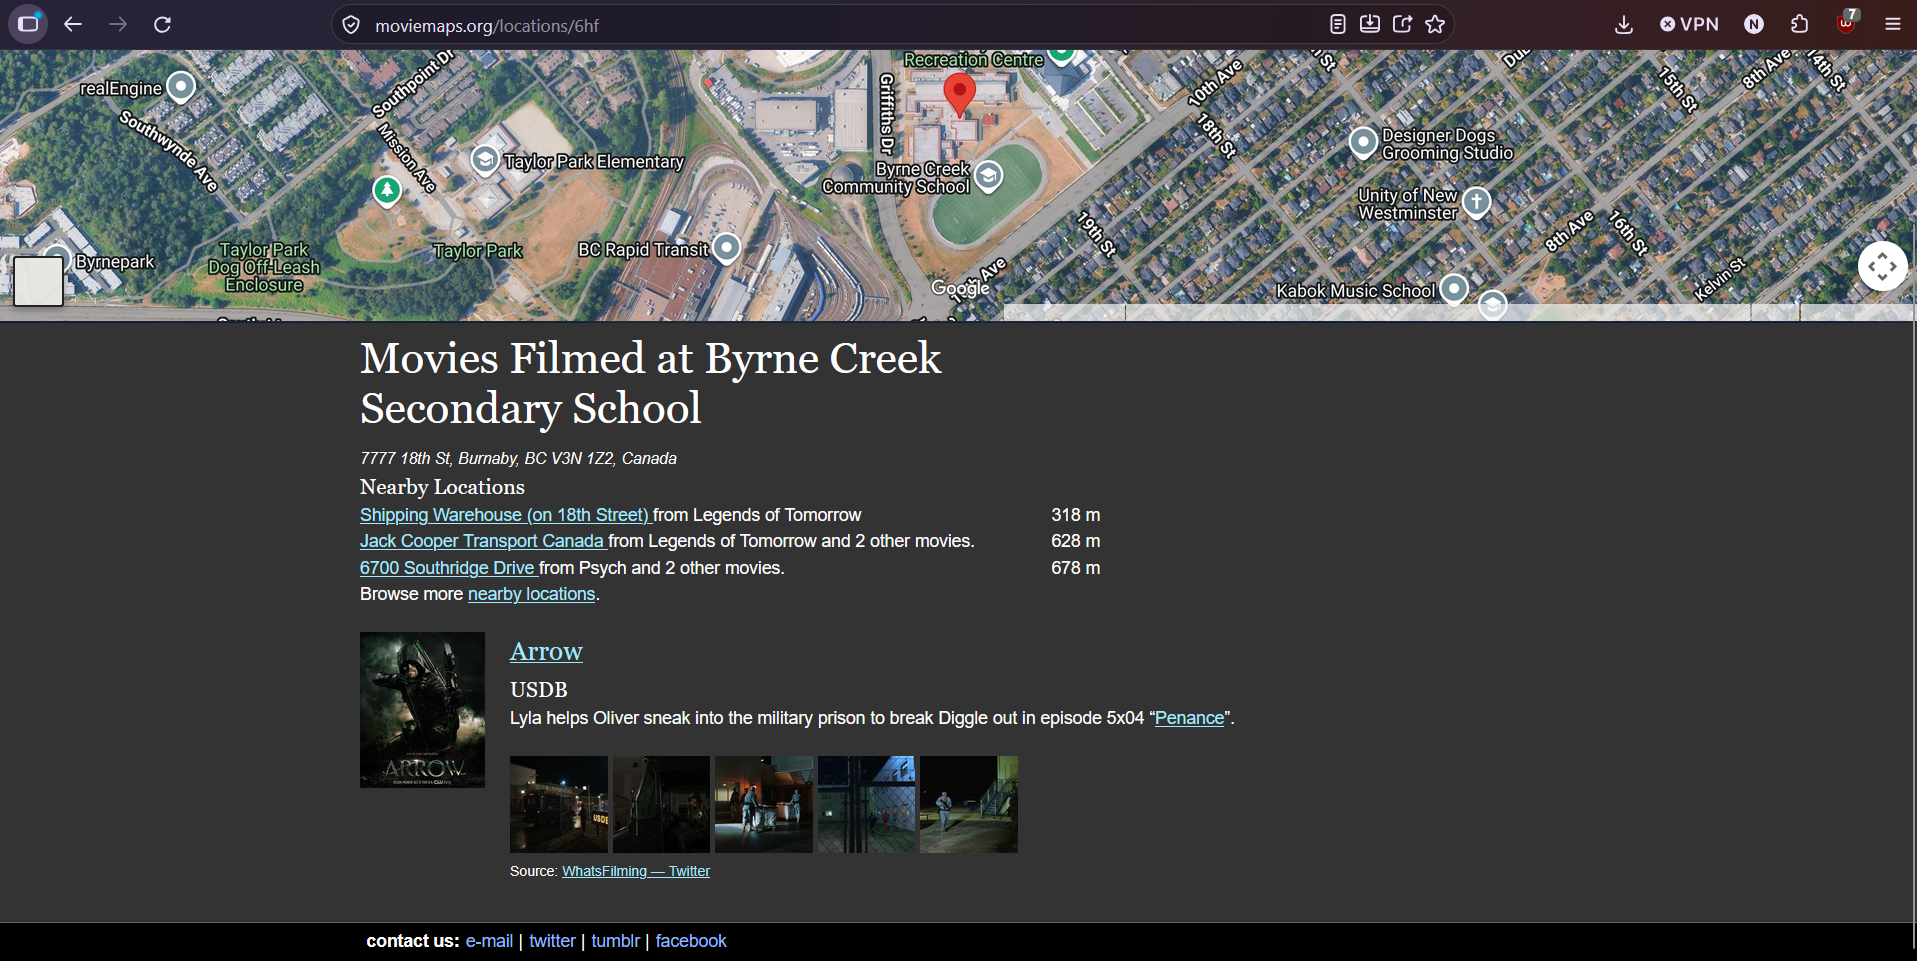 moviemaps.org/locations/6hf
VPN
N
7
realEngine
Southwynde Ave
Southpoint Dr
Mission Ave
Taylor Park Elementary
Griffiths Dr
Recreation Centre
Byrne Creek
Community School
10th Ave
18th St
15th St
8th Ave
14th St
Designer Dogs
Grooming Studio
Unity of New
Westminster
19th St
8th Ave
16th St
Kelvin St
Kabok Music School
BC Rapid Transit
Taylor Park
Taylor Park
Dog Off-Leash
Enclosure
Byrnepark
Google
Movies Filmed at Byrne Creek
Secondary School
7777 18th St, Burnaby, BC V3N 1Z2, Canada
Nearby Locations
Shipping Warehouse (on 18th Street) from Legends of Tomorrow 318 m
Jack Cooper Transport Canada from Legends of Tomorrow and 2 other movies. 628 m
6700 Southridge Drive from Psych and 2 other movies. 678 m
Browse more nearby locations.
ARROW
Arrow
USDB
Lyla helps Oliver sneak into the military prison to break Diggle out in episode 5x04 “Penance”.
USDB
Source: WhatsFilming — Twitter
contact us: e-mail | twitter | tumblr | facebook